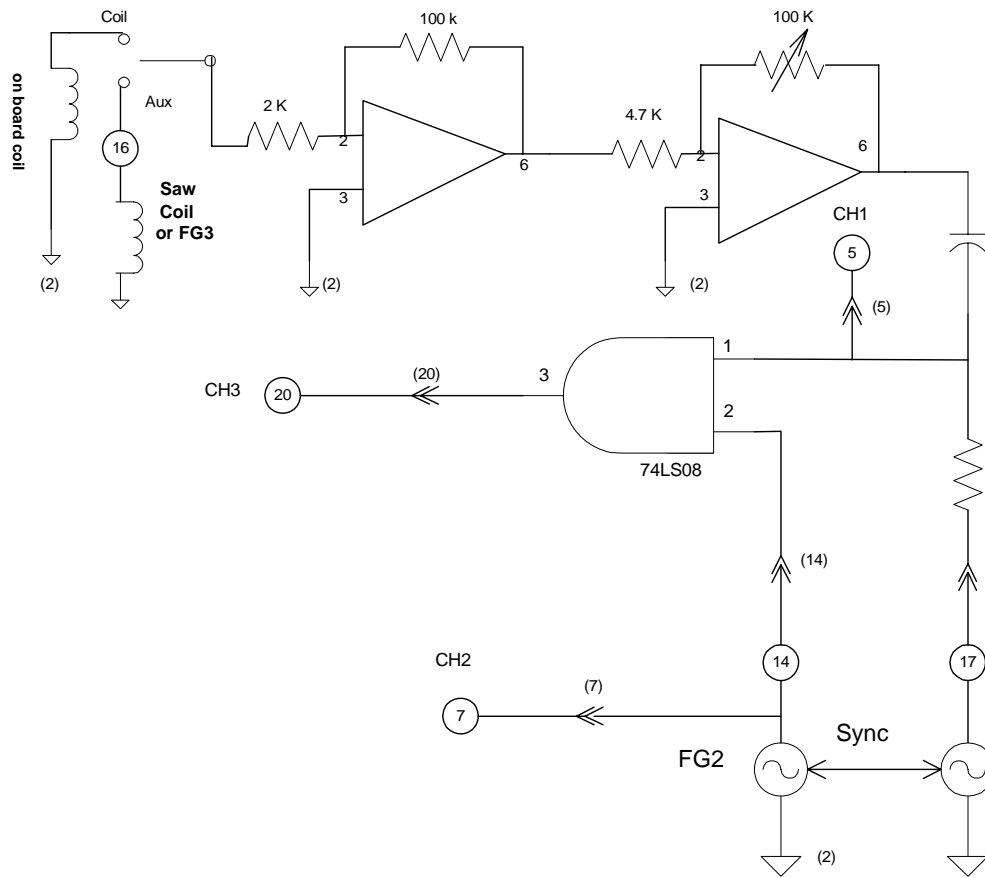 Coil
100 k
100 K
on board coil
2 K
Aux
4.7 K
16
2
6
2
6
Saw
Coil
or FG3
3
3
CH1
5
(2)
(2)
(2)
(5)
1
3
(20)
CH3
20
2
74LS08
(14)
CH2
14
17
(7)
7
Sync
FG2
(2)